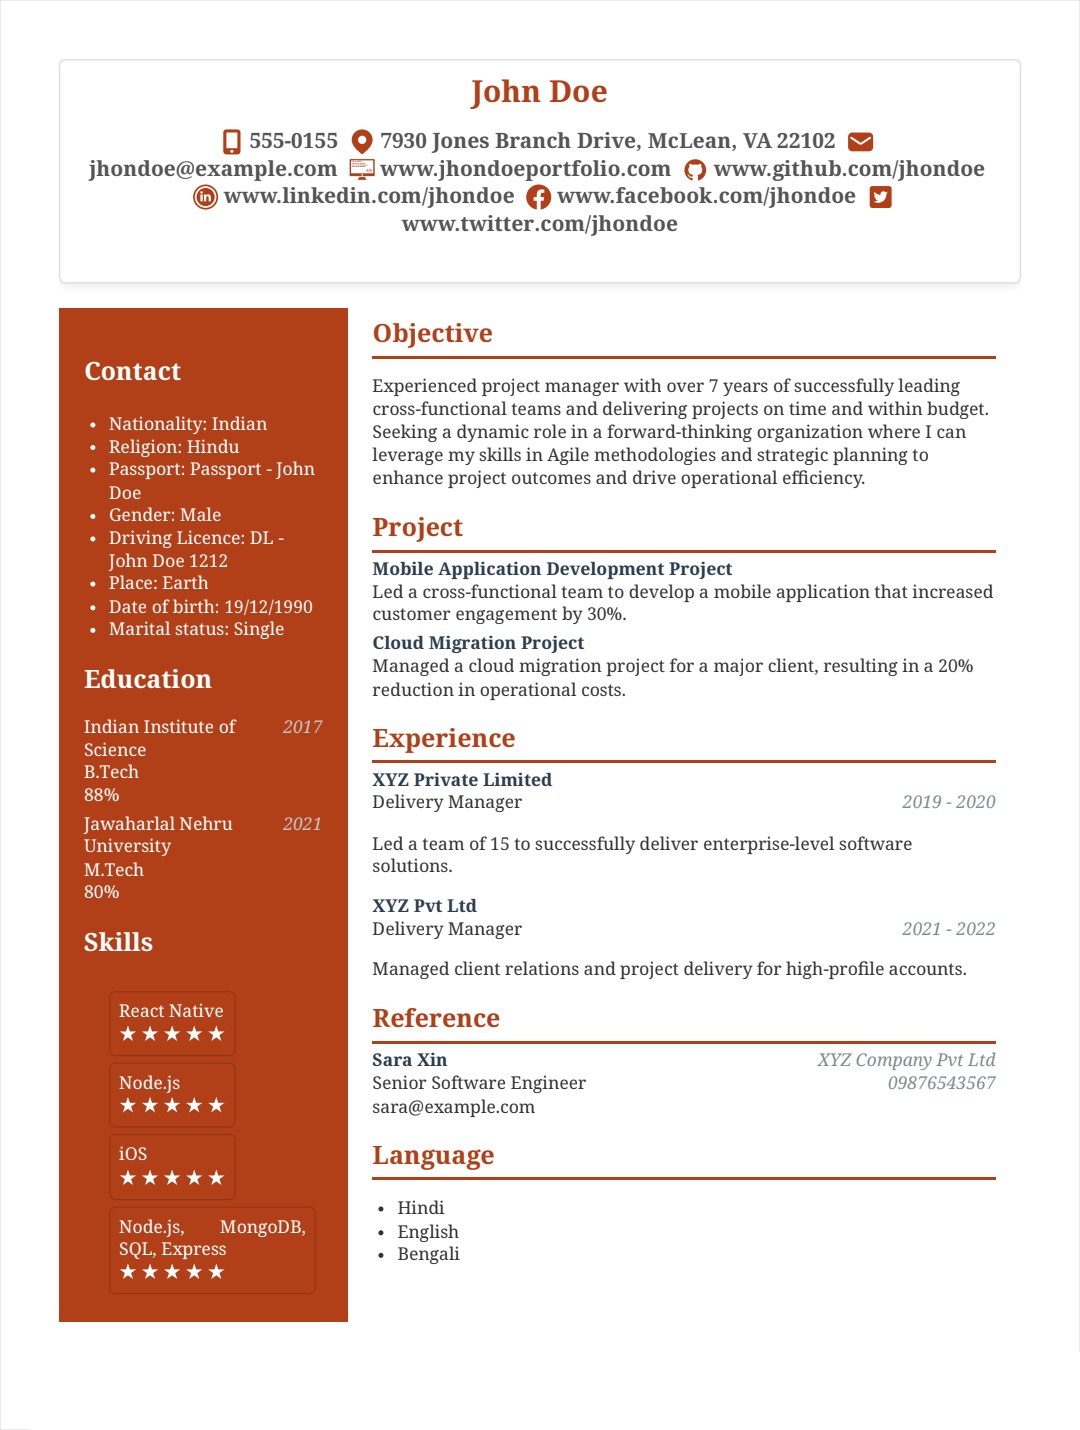 John Doe
555-0155 7930 Jones Branch Drive, McLean, VA 22102
jhondoe@example.com www.jhondoeportfolio.com www.github.com/jhondoe
www.linkedin.com/jhondoe www.facebook.com/jhondoe
www.twitter.com/jhondoe
Contact
• Nationality: Indian
• Religion: Hindu
• Passport: Passport - John
Doe
• Gender: Male
• Driving Licence: DL -
John Doe 1212
• Place: Earth
• Date of birth: 19/12/1990
• Marital status: Single
Education
Indian Institute of 2017
Science
B.Tech
88%
Jawaharlal Nehru 2021
University
M.Tech
80%
Skills
React Native
★ ★ ★ ★ ★
Node.js
★ ★ ★ ★ ★
iOS
★ ★ ★ ★ ★
Node.js, MongoDB,
SQL, Express
★ ★ ★ ★ ★
Objective
Experienced project manager with over 7 years of successfully leading
cross-functional teams and delivering projects on time and within budget.
Seeking a dynamic role in a forward-thinking organization where I can
leverage my skills in Agile methodologies and strategic planning to
enhance project outcomes and drive operational efficiency.
Project
Mobile Application Development Project
Led a cross-functional team to develop a mobile application that increased
customer engagement by 30%.
Cloud Migration Project
Managed a cloud migration project for a major client, resulting in a 20%
reduction in operational costs.
Experience
XYZ Private Limited
Delivery Manager 2019 - 2020
Led a team of 15 to successfully deliver enterprise-level software
solutions.
XYZ Pvt Ltd
Delivery Manager 2021 - 2022
Managed client relations and project delivery for high-profile accounts.
Reference
Sara Xin XYZ Company Pvt Ltd
Senior Software Engineer 09876543567
sara@example.com
Language
• Hindi
• English
• Bengali